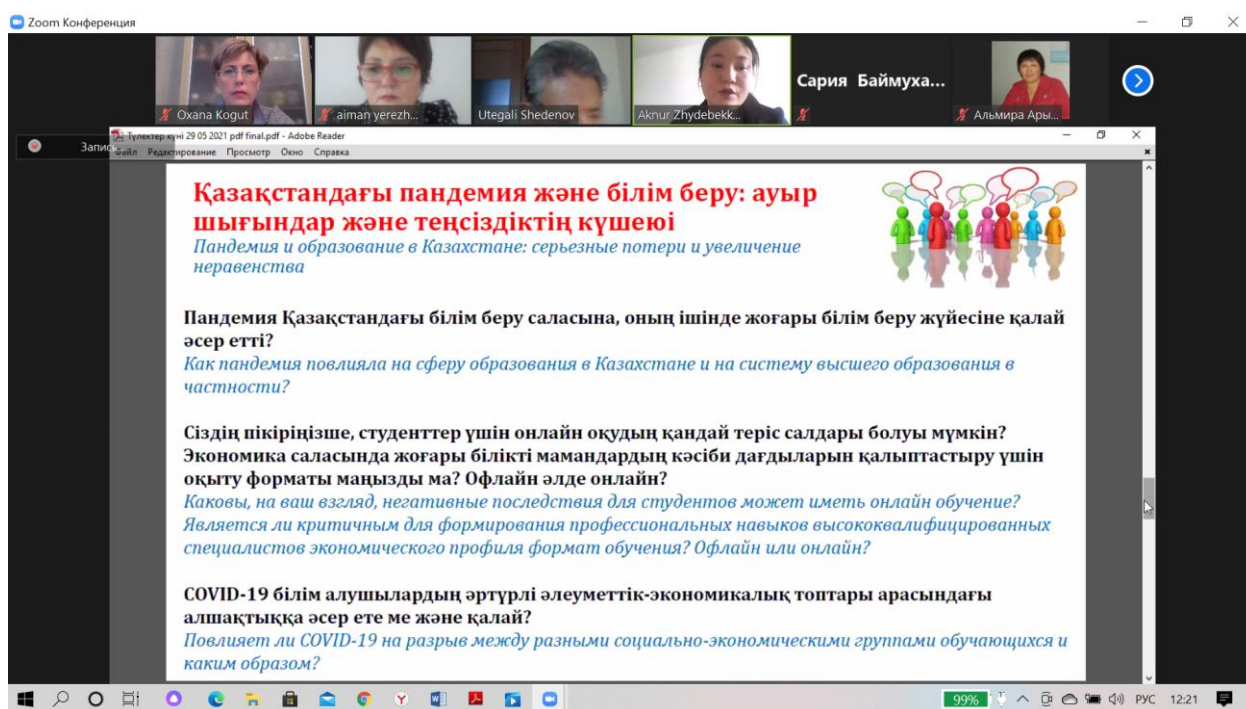 Zoom Конференция
Oxana Kogut
aiman yerezh...
Utegali Shedenov
Aknur Zhydebekk...
Сария Баймуха...
Альмира Ары...
Запись
Түлектер күні 29 05 2021 pdf final.pdf - Adobe Reader
Файл Редактирование Просмотр Окно Справка
Қазақстандағы пандемия және білім беру: ауыр
шығындар және теңсіздіктің күшеюі
Пандемия и образование в Казахстане: серьезные потери и увеличение
неравенства
Пандемия Қазақстандағы білім беру саласына, оның ішінде жоғары білім беру жүйесіне қалай
әсер етті?
Как пандемия повлияла на сферу образования в Казахстане и на систему высшего образования в
частности?
Сіздің пікіріңізше, студенттер үшін онлайн оқудың қандай теріс салдары болуы мүмкін?
Экономика саласында жоғары білікті мамандардың кәсіби дағдыларын қалыптастыру үшін
оқыту форматы маңызды ма? Офлайн әлде онлайн?
Каковы, на ваш взгляд, негативные последствия для студентов может иметь онлайн обучение?
Является ли критичным для формирования профессиональных навыков высококвалифицированных
специалистов экономического профиля формат обучения? Офлайн или онлайн?
COVID-19 білім алушылардың әртүрлі әлеуметтік-экономикалық топтары арасындағы
алшақтыққа әсер ете ме және қалай?
Повлияет ли COVID-19 на разрыв между разными социально-экономическими группами обучающихся и
каким образом?
99% РУС 12:21